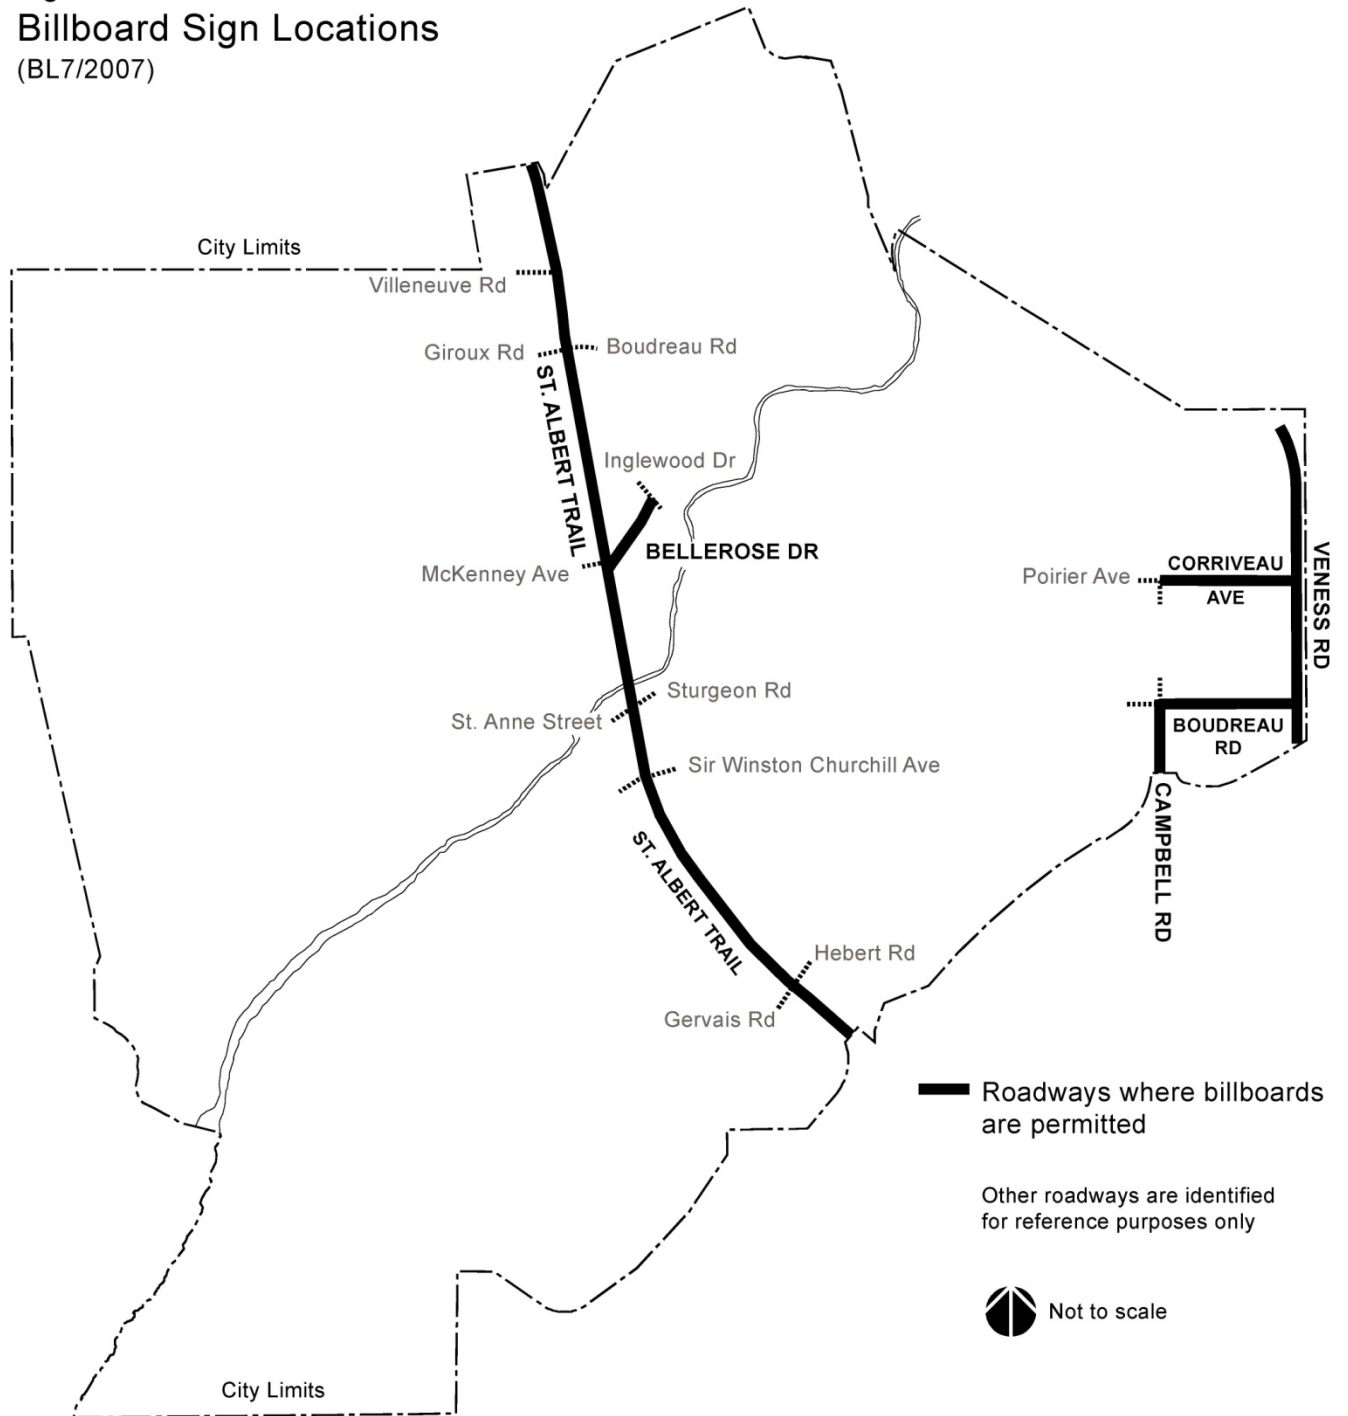 Billboard Sign Locations
(BL7/2007)
City Limits
Villeneuve Rd
Giroux Rd
Boudreau Rd
ST. ALBERT TRAIL
Inglewood Dr
BELLEROSE DR
McKenney Ave
Poirier Ave
CORRIVEAU
AVE
VENESS RD
Sturgeon Rd
St. Anne Street
BOUDREAU
RD
Sir Winston Churchill Ave
CAMPBELL RD
ST. ALBERT TRAIL
Hebert Rd
Gervais Rd
Roadways where billboards
are permitted
Other roadways are identified
for reference purposes only
Not to scale
City Limits